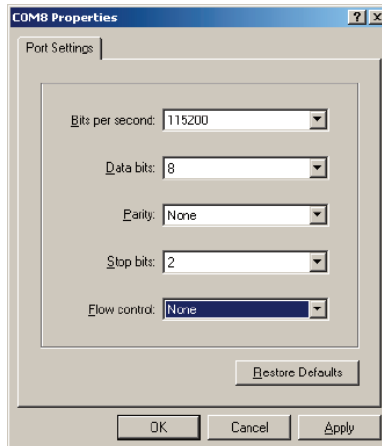 COM8 Properties
Port Settings
Bits per second: 115200
Data bits: 8
Parity: None
Stop bits: 2
Flow control: None
Restore Defaults
OK Cancel Apply